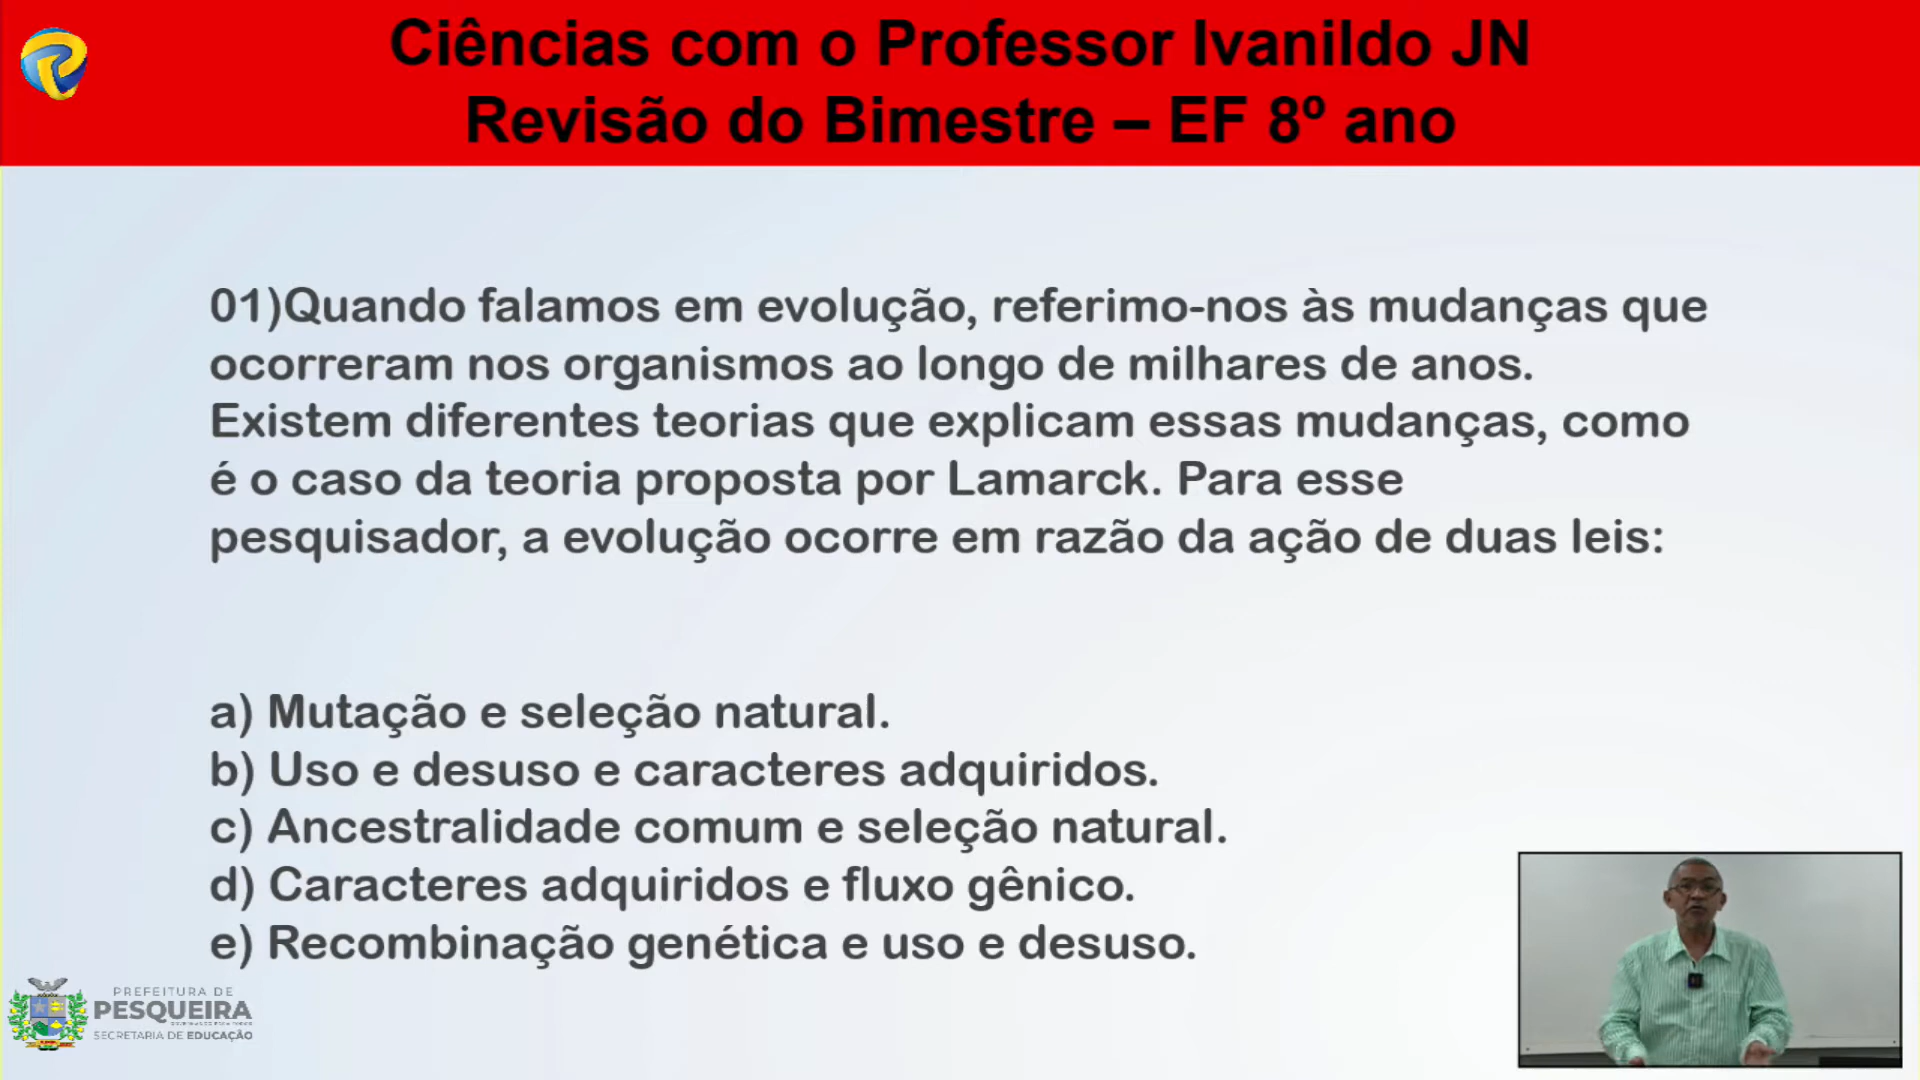 Ciências com o Professor Ivanildo JN
Revisão do Bimestre – EF 8º ano
01)Quando falamos em evolução, referimo-nos às mudanças que
ocorreram nos organismos ao longo de milhares de anos.
Existem diferentes teorias que explicam essas mudanças, como
é o caso da teoria proposta por Lamarck. Para esse
pesquisador, a evolução ocorre em razão da ação de duas leis:
a) Mutação e seleção natural.
b) Uso e desuso e caracteres adquiridos.
c) Ancestralidade comum e seleção natural.
d) Caracteres adquiridos e fluxo gênico.
e) Recombinação genética e uso e desuso.
PREFEITURA DE
PESQUEIRA
SECRETARIA DE EDUCAÇÃO